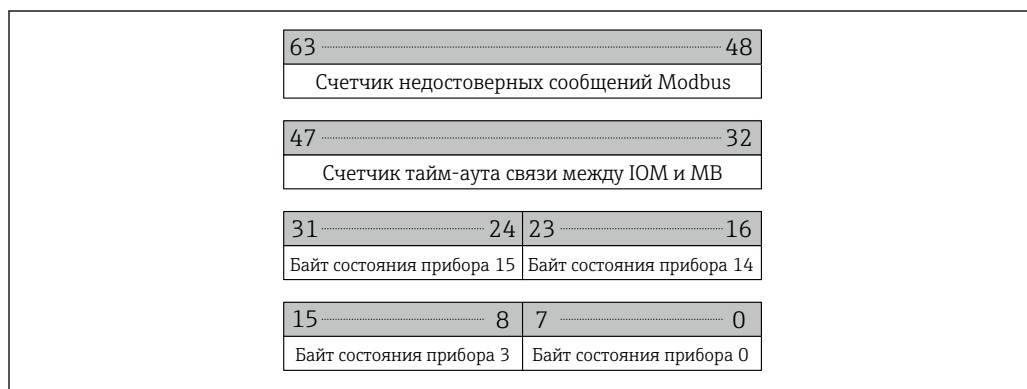 63 48
Счетчик недостоверных сообщений Modbus
47 32
Счетчик тайм-аута связи между IOM и MB
31 24 23 16
Байт состояния прибора 15 Байт состояния прибора 14
15 8 7 0
Байт состояния прибора 3 Байт состояния прибора 0